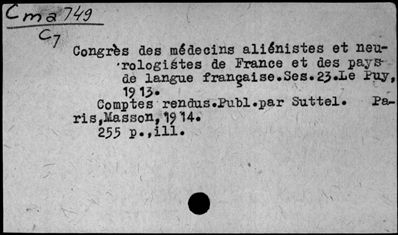 Cma 749
C7
Congrès des médecins aliénistes et neu-
rologistes de France et des pays
de langue française.Ses.23.Le Puy,
1913.
Comptes rendus.Publ.par Suttel. Pa-
ris,Masson,1914.
255 p.,ill.